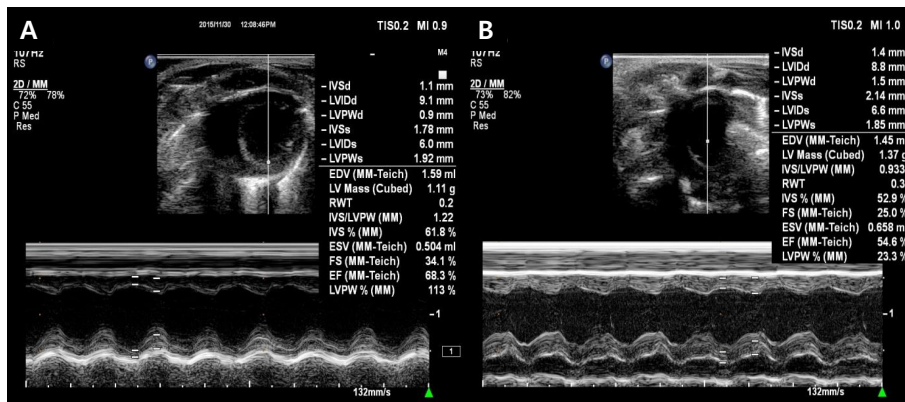 A
2015/11/30 12:08:46PM
TIS0.2 MI 0.9
107HZ
RS
P
M4
2D / MM
72% 78%
C 55
P Med
Res
IVSd 1.1 mm
LVIDd 9.1 mm
LVPWd 0.9 mm
IVSs 1.78 mm
LVIDs 6.0 mm
LVPWs 1.92 mm
EDV (MM-Teich) 1.59 ml
LV Mass (Cubed) 1.11 g
RWT 0.2
IVS/LVPW (MM) 1.22
IVS % (MM) 61.8 %
ESV (MM-Teich) 0.504 ml
FS (MM-Teich) 34.1 %
EF (MM-Teich) 68.3 %
LVPW % (MM) 113 %
-1
1
132mm/s
B
TIS0.2 MI 1.0
107HZ
RS
P
2D / MM
73% 82%
C 55
P Med
Res
IVSd 1.4 mm
LVIDd 8.8 mm
LVPWd 1.5 mm
IVSs 2.14 mm
LVIDs 6.6 mm
LVPWs 1.85 mm
EDV (MM-Teich) 1.45 ml
LV Mass (Cubed) 1.37 g
IVS/LVPW (MM) 0.933
RWT 0.3
IVS % (MM) 52.9 %
FS (MM-Teich) 25.0 %
ESV (MM-Teich) 0.658 ml
EF (MM-Teich) 54.6 %
LVPW % (MM) 23.3 %
-1
132mm/s